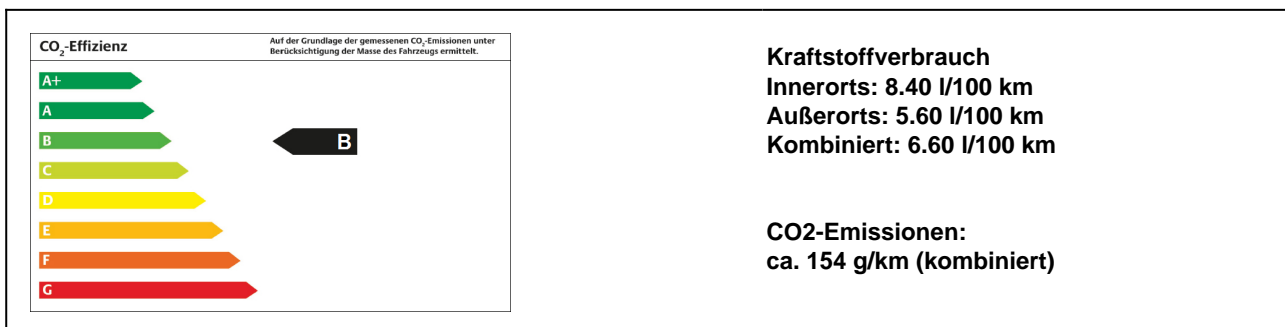 CO₂-Effizienz
Auf der Grundlage der gemessenen CO₂-Emissionen unter
Berücksichtigung der Masse des Fahrzeugs ermittelt.
A+
A
B
B
C
D
E
F
G
Kraftstoffverbrauch
Innerorts: 8.40 l/100 km
Außerorts: 5.60 l/100 km
Kombiniert: 6.60 l/100 km
CO2-Emissionen:
ca. 154 g/km (kombiniert)